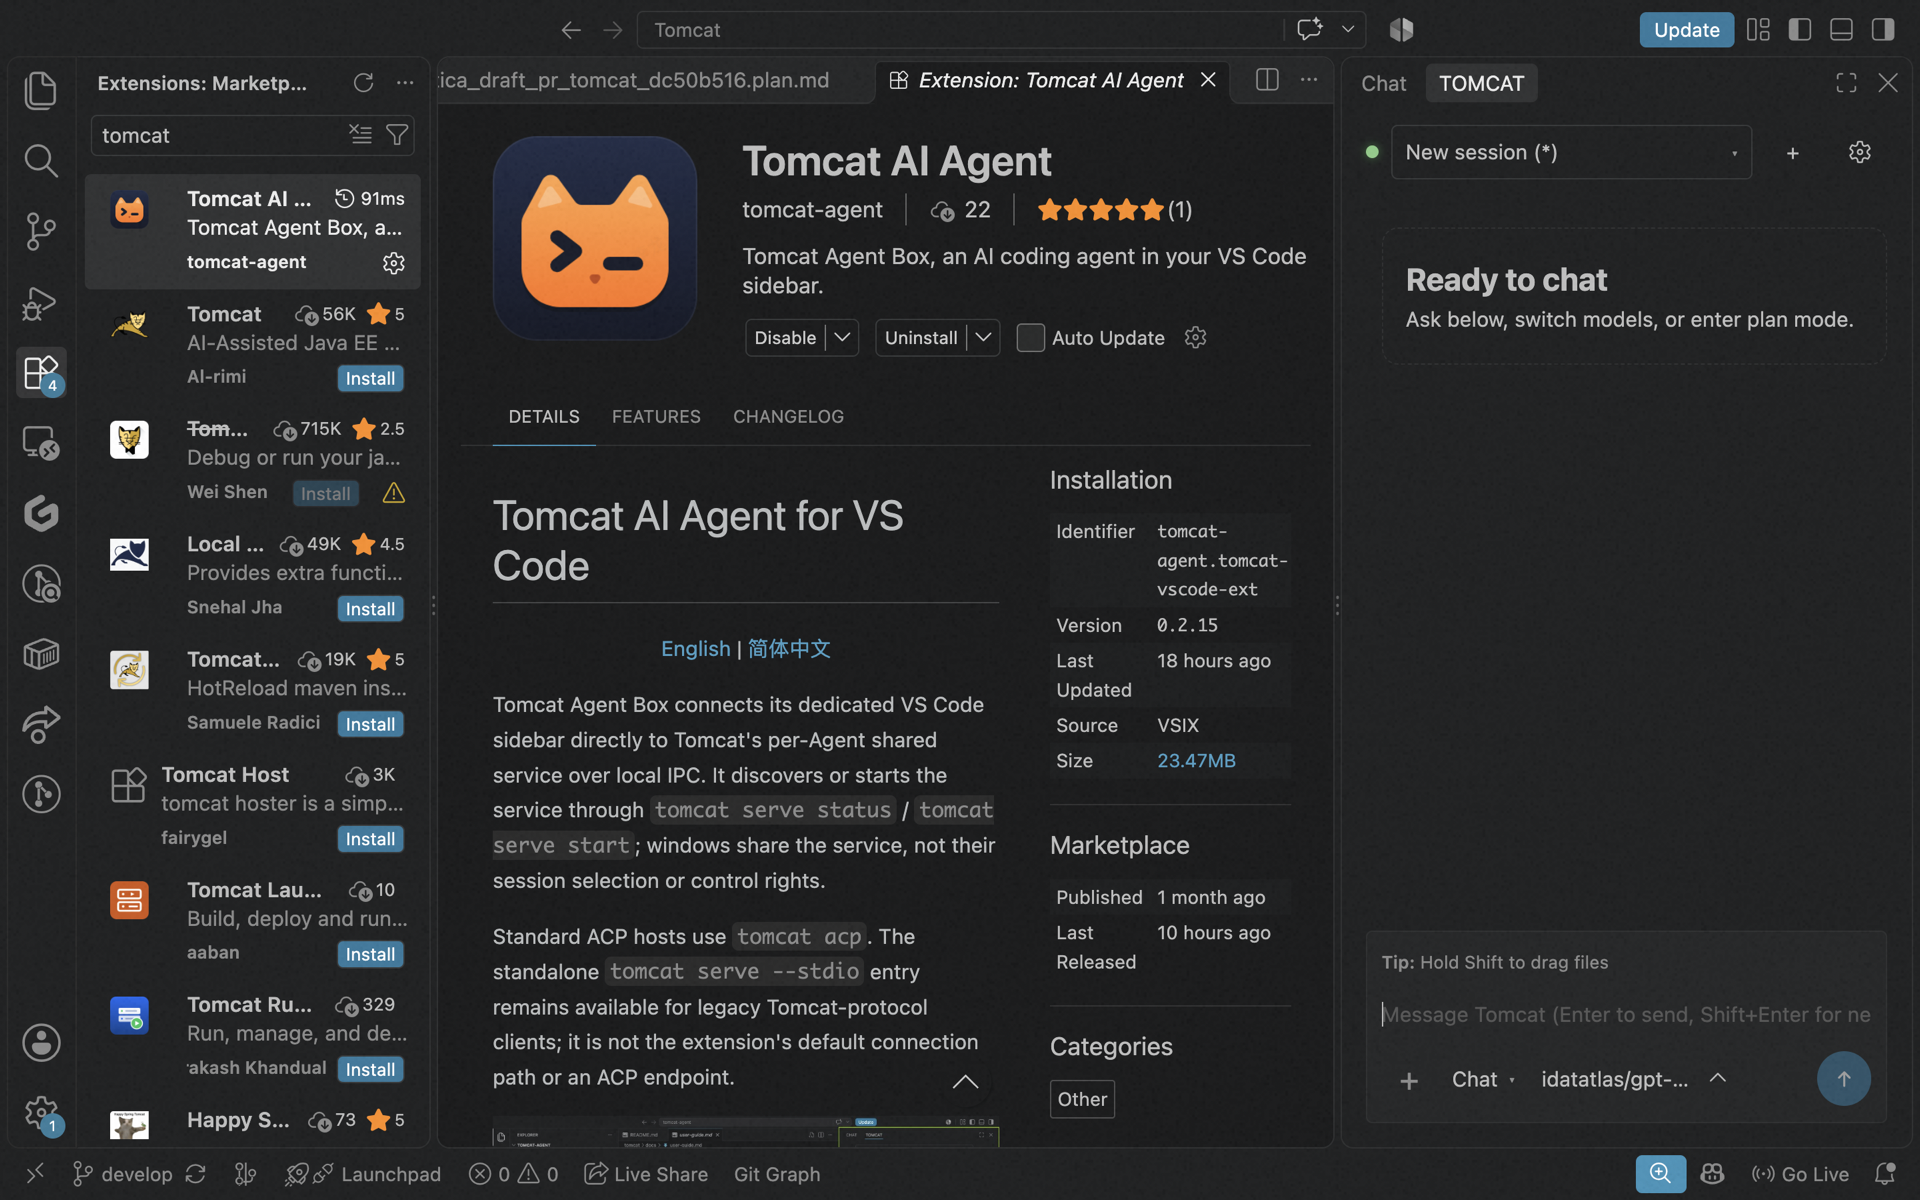 Tomcat
Update
Extensions: Marketp...
tomcat
Tomcat AI ... 91ms
Tomcat Agent Box, a...
tomcat-agent
Tomcat 56K 5
AI-Assisted Java EE ...
Al-rimi
Install
Tom... 715K 2.5
Debug or run your ja...
Wei Shen Install
Local ... 49K 4.5
Provides extra functi...
Snehal Jha Install
Tomcat... 19K 5
HotReload maven ins...
Samuele Radici Install
Tomcat Host 3K
tomcat hoster is a simp...
fairygel Install
Tomcat Lau... 10
Build, deploy and run...
aaban Install
Tomcat Ru... 329
Run, manage, and de...
akash Khandual Install
Happy S... 73 5
4
1
ica_draft_pr_tomcat_dc50b516.plan.md
Extension: Tomcat AI Agent
Tomcat AI Agent
tomcat-agent 22 (1)
Tomcat Agent Box, an AI coding agent in your VS Code
sidebar.
Disable Uninstall Auto Update
DETAILS FEATURES CHANGELOG
Tomcat AI Agent for VS
Code
English | 简体中文
Tomcat Agent Box connects its dedicated VS Code
sidebar directly to Tomcat's per-Agent shared
service over local IPC. It discovers or starts the
service through tomcat serve status / tomcat
serve start; windows share the service, not their
session selection or control rights.
Standard ACP hosts use tomcat acp. The
standalone tomcat serve --stdio entry
remains available for legacy Tomcat-protocol
clients; it is not the extension's default connection
path or an ACP endpoint.
Installation
Identifier tomcat-
agent.tomcat-
vscode-ext
Version 0.2.15
Last 18 hours ago
Updated
Source VSIX
Size 23.47MB
Marketplace
Published 1 month ago
Last 10 hours ago
Released
Categories
Other
Chat TOMCAT
New session (*)
Ready to chat
Ask below, switch models, or enter plan mode.
Tip: Hold Shift to drag files
Message Tomcat (Enter to send, Shift+Enter for ne
Chat idatatlas/gpt-...
develop Launchpad 0 0 Live Share Git Graph Go Live